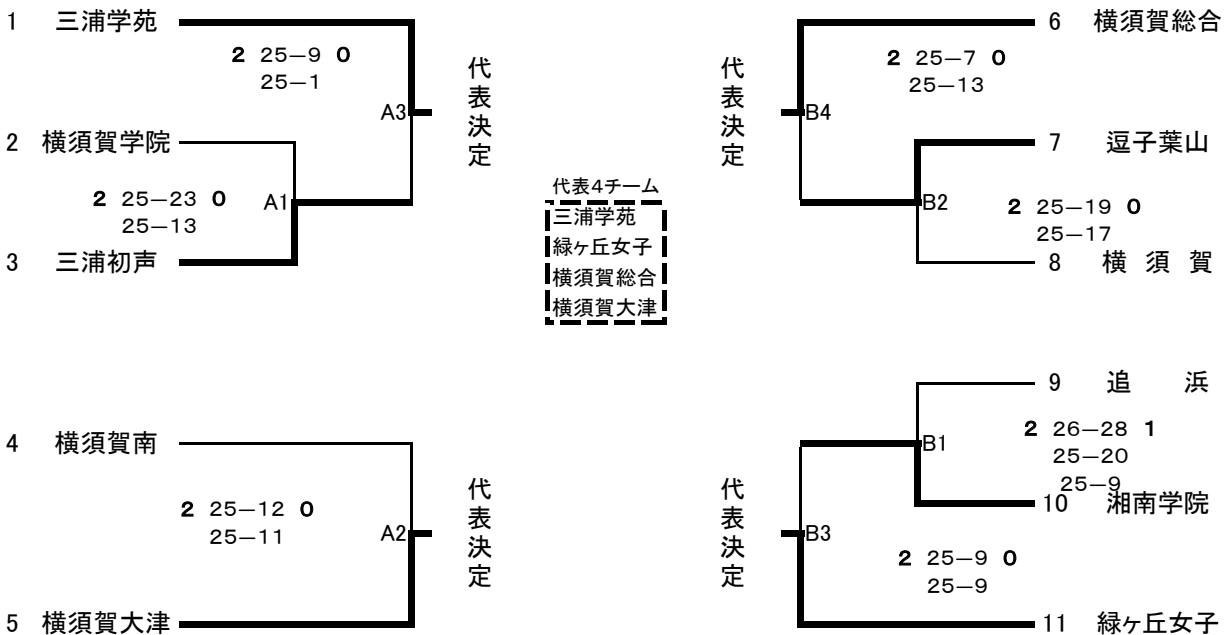 1 三浦学苑
2 25－9 0
25－1
A3
代表決定
2 横須賀学院
2 25－23 0
25－13
A1
3 三浦初声
4 横須賀南
2 25－12 0
25－11
A2
代表決定
5 横須賀大津
代表4チーム
三浦学苑
緑ヶ丘女子
横須賀総合
横須賀大津
6 横須賀総合
2 25－7 0
25－13
代表決定
B4
7 逗子葉山
B2
2 25－19 0
25－17
8 横須賀
9 追浜
2 26－28 1
25－20
25－9
B1
10 湘南学院
代表決定
B3
2 25－9 0
25－9
11 緑ヶ丘女子